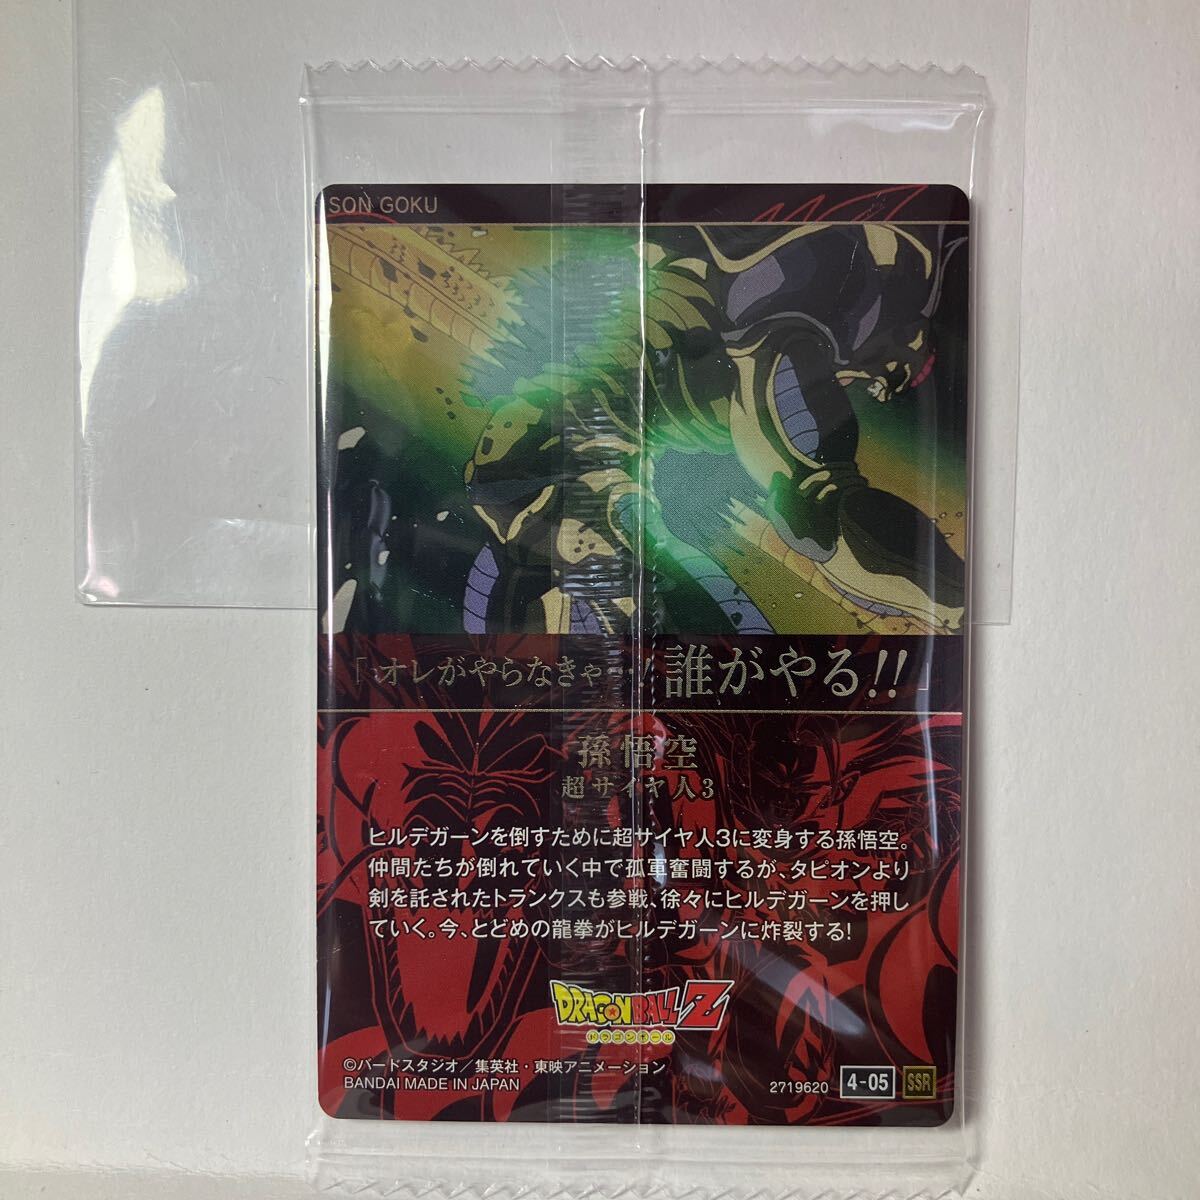 SON GOKU
「オレがやらなきゃ…! 誰がやる!!」
孫悟空
超サイヤ人3
ヒルデガーンを倒すために超サイヤ人3に変身する孫悟空。
仲間たちが倒れていく中で孤軍奮闘するが、タピオンより
剣を託されたトランクスも参戦、徐々にヒルデガーンを押し
ていく。今、とどめの龍拳がヒルデガーンに炸裂する!
DRAGON BALL Z
ドラゴンボール
©バードスタジオ/集英社・東映アニメーション
BANDAI MADE IN JAPAN
2719620 4-05 SSR